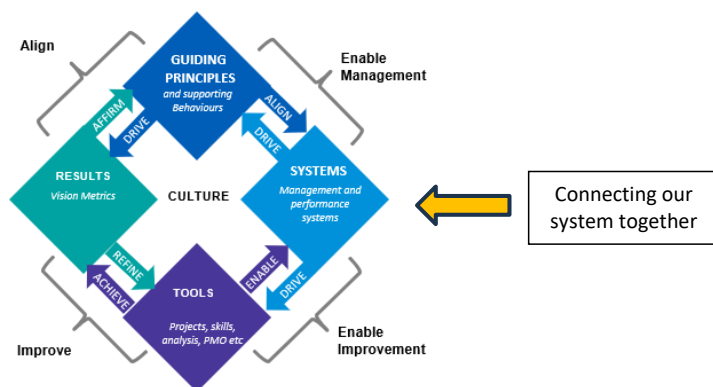 Align
Enable
Management
GUIDING
PRINCIPLES
and supporting
Behaviours
AFFIRM
DRIVE
ALIGN
DRIVE
RESULTS
Vision Metrics
CULTURE
SYSTEMS
Management and
performance
systems
Connecting our
system together
REFINE
ACHIEVE
ENABLE
DRIVE
TOOLS
Projects, skills,
analysis, PMO etc
Improve
Enable
Improvement